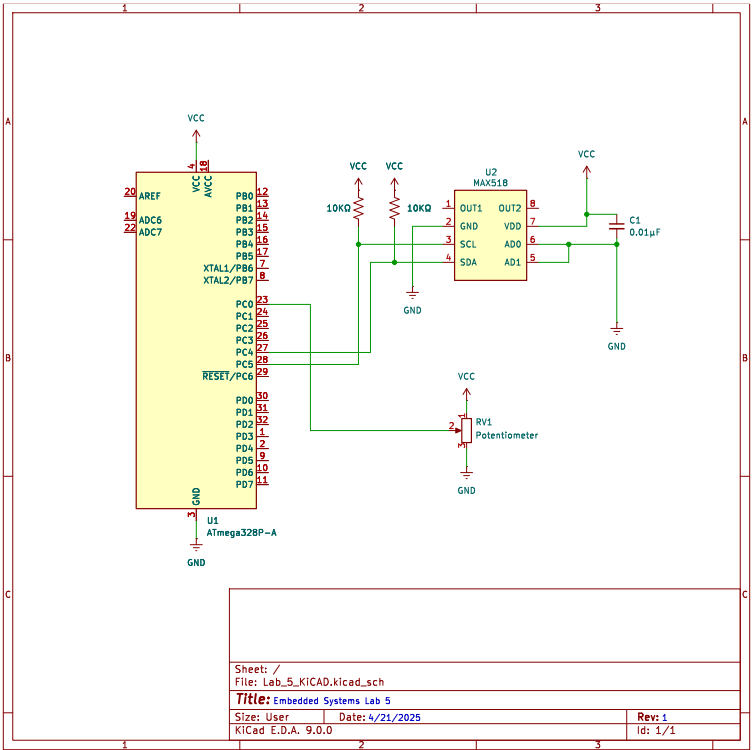 1 2 3
A A
VCC
VCC VCC
VCC
U2
MAX518
4 18
VCC AVCC
20 AREF
19 ADC6
22 ADC7
PB0 12
PB1 13
PB2 14
PB3 15
PB4 16
PB5 17
XTAL1/PB6 7
XTAL2/PB7 8
PC0 23
PC1 24
PC2 25
PC3 26
PC4 27
PC5 28
RESET/PC6 29
PD0 30
PD1 31
PD2 32
PD3 1
PD4 2
PD5 9
PD6 10
PD7 11
GND
3
U1
ATmega328P-A
GND
10KΩ 10KΩ
1 OUT1 OUT2 8
2 GND VDD 7
3 SCL AD0 6
4 SDA AD1 5
C1
0.01µF
GND
GND
B B
VCC
1
2
3
RV1
Potentiometer
GND
C C
Sheet: /
File: Lab_5_KiCAD.kicad_sch
Title: Embedded Systems Lab 5
Size: User Date: 4/21/2025 Rev: 1
KiCad E.D.A. 9.0.0 Id: 1/1
1 2 3